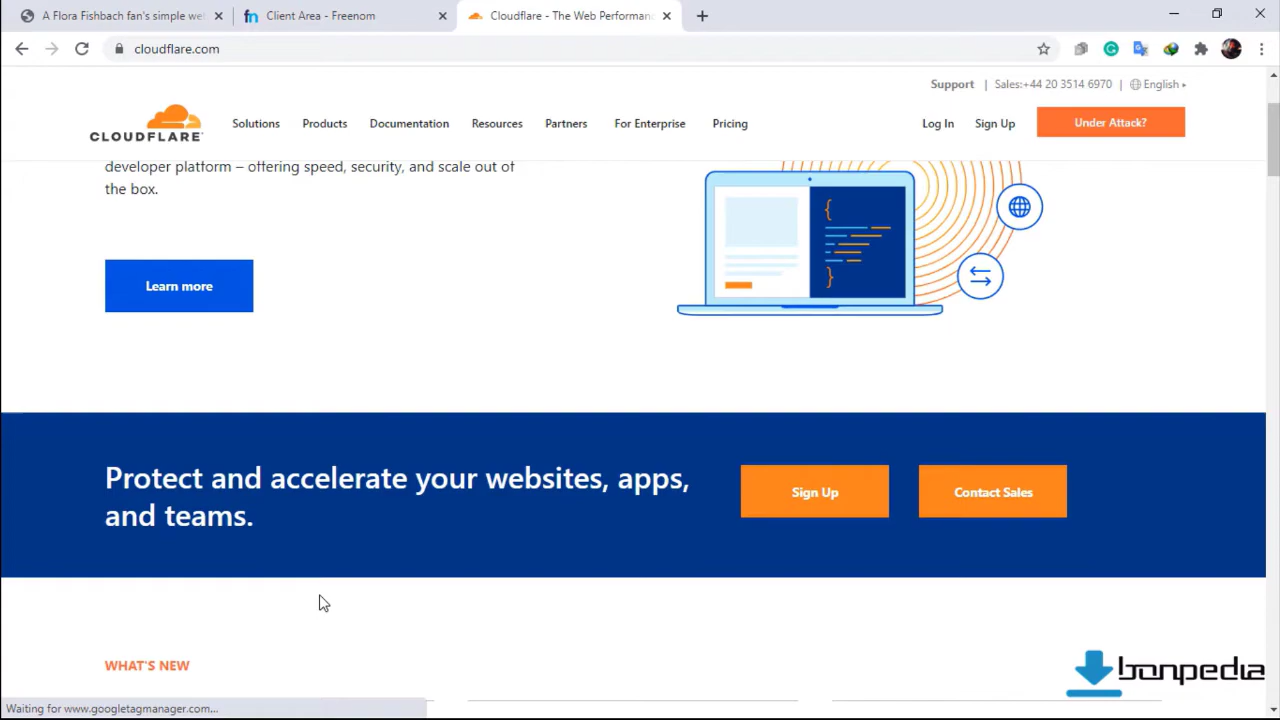 A Flora Fishbach fan's simple we
Client Area - Freenom
Cloudflare - The Web Performanc
cloudflare.com
Support | Sales:+44 20 3514 6970 | English
CLOUDFLARE
Solutions
Products
Documentation
Resources
Partners
For Enterprise
Pricing
Log In
Sign Up
Under Attack?
developer platform – offering speed, security, and scale out of
the box.
Learn more
Protect and accelerate your websites, apps,
and teams.
Sign Up
Contact Sales
WHAT'S NEW
bonpedia
Waiting for www.googletagmanager.com...